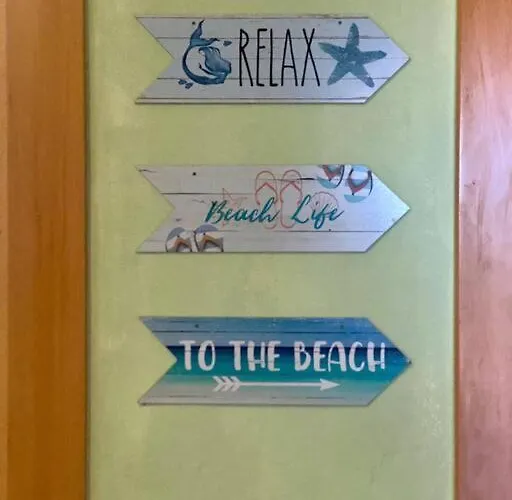 RELAX
Beach Life
TO THE BEACH